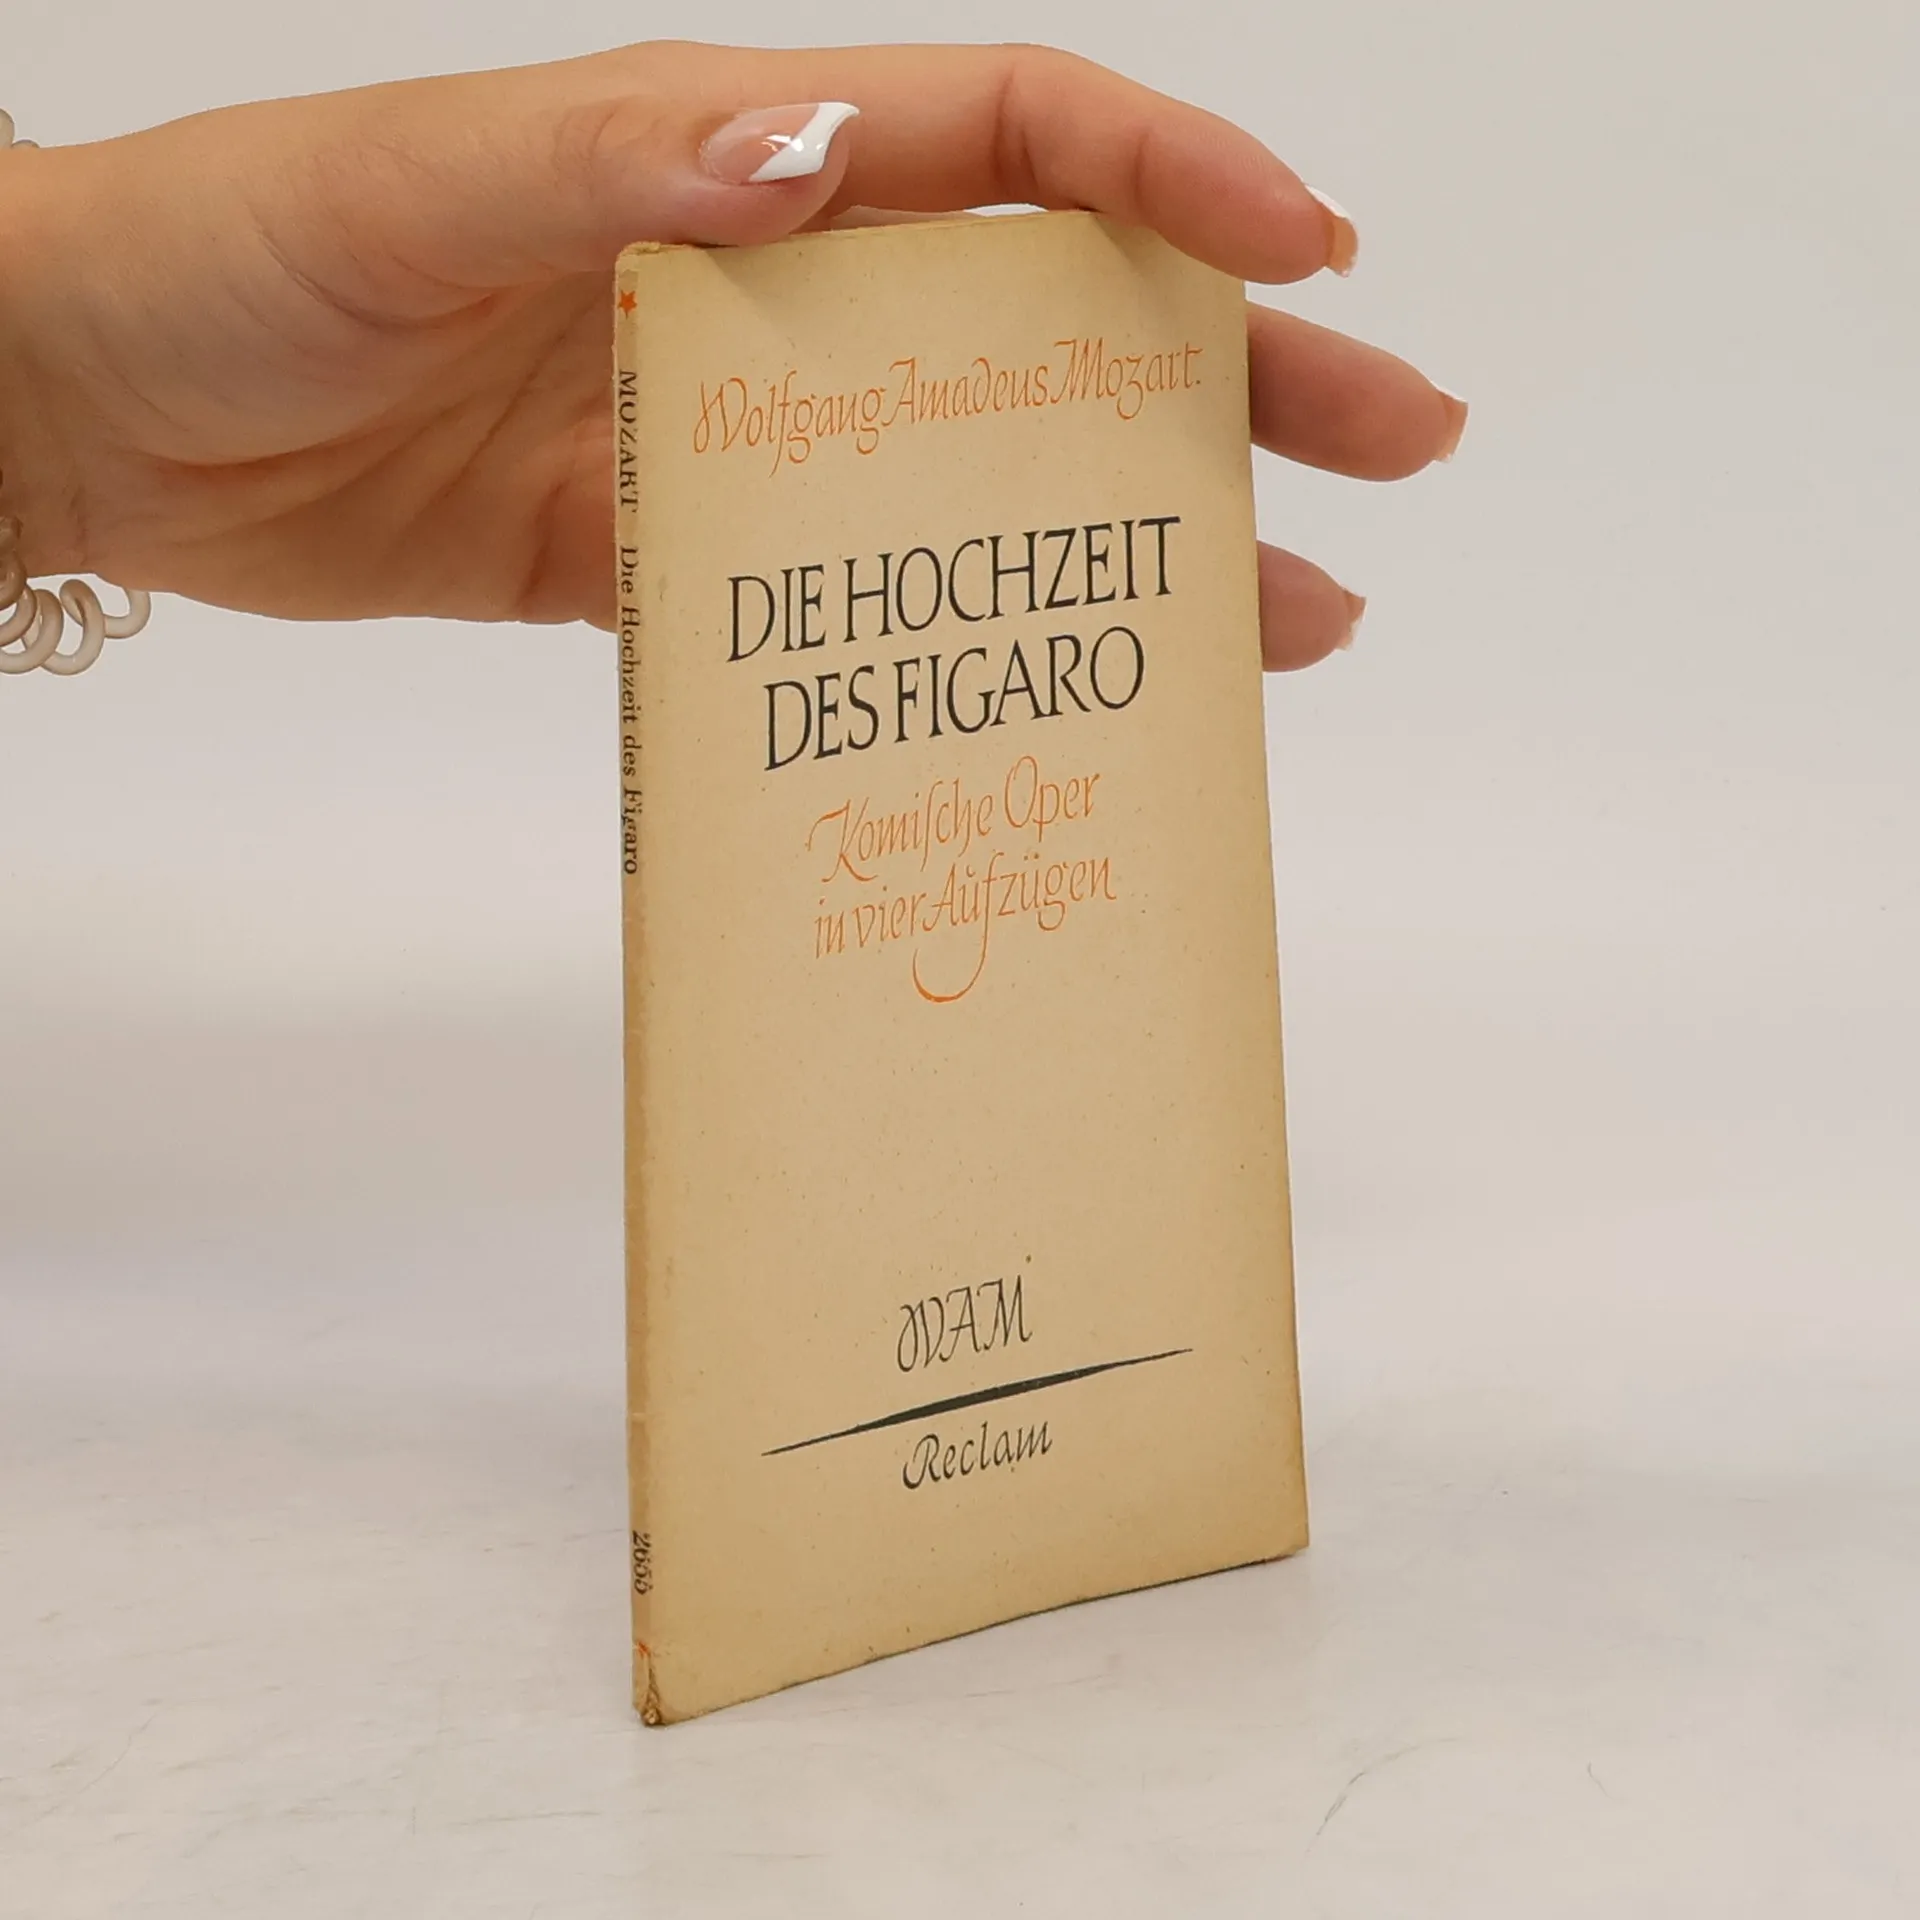 Wolfgang Amadeus Mozart.
DIE HOCHZEIT
DES FIGARO
Komiſche Oper
in vier Aufzügen
WAM
Reclam
MOZART Die Hochzeit des Figaro
2655